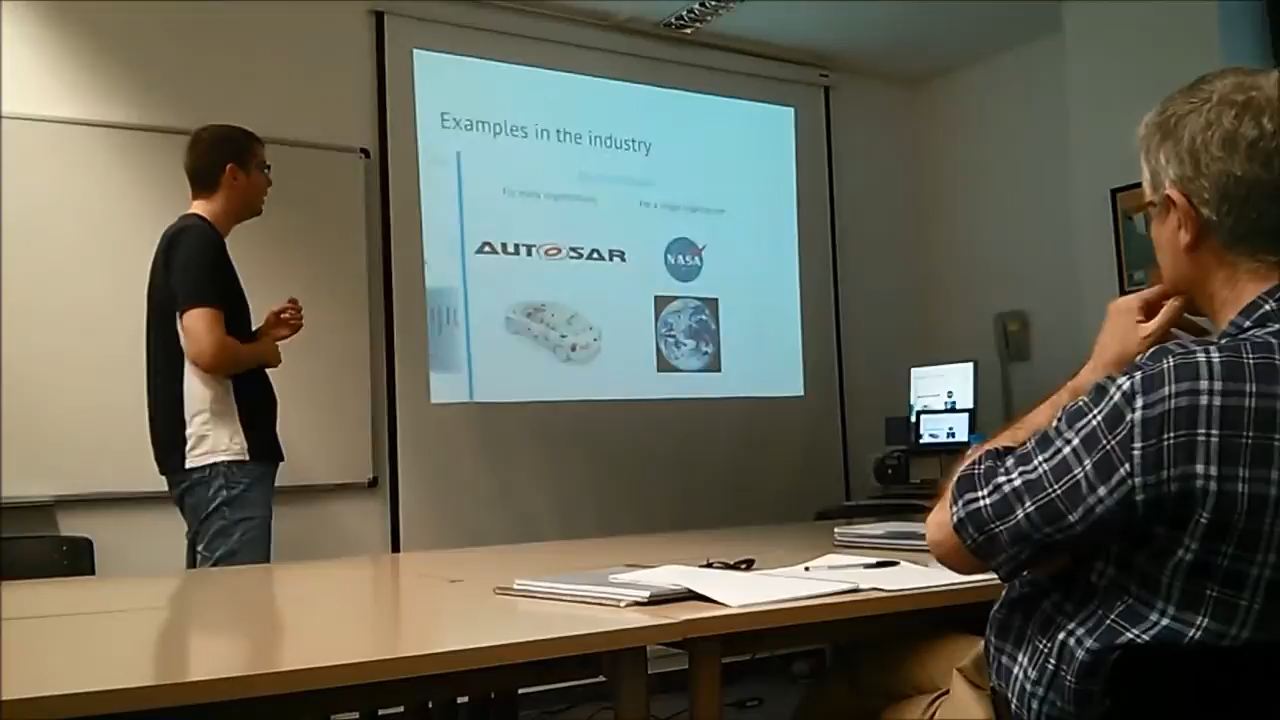 Examples in the industry
For many organizations
For a single organization
AUTOSAR
NASA